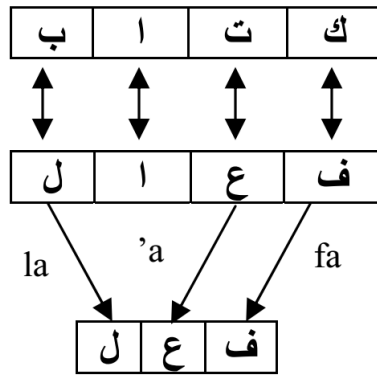 ك ت ا ب
ف ع ا ل
la ’a fa
ف ع ل